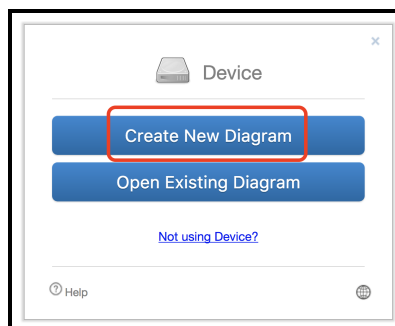 Device
Create New Diagram
Open Existing Diagram
Not using Device?
Help